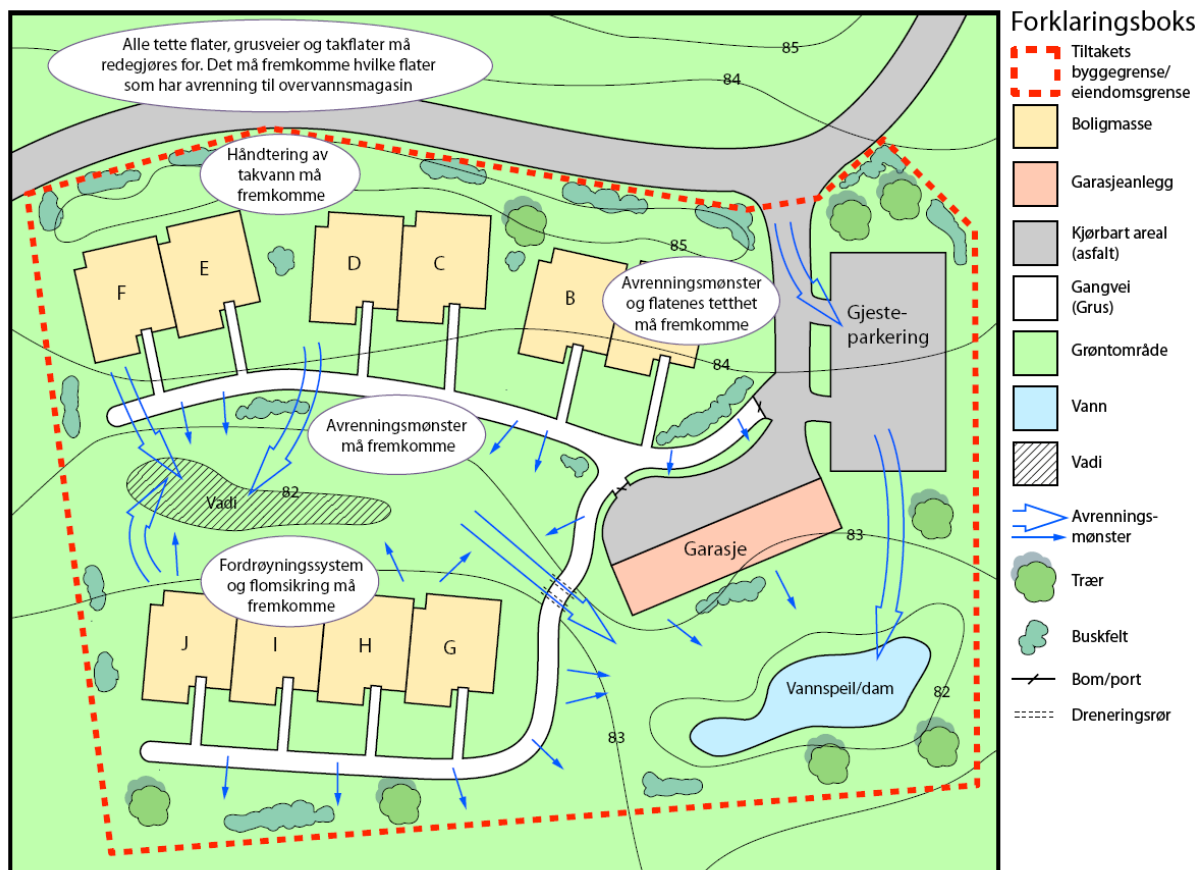 Alle tette flater, grusveier og takflater må
redegjøres for. Det må fremkomme hvilke flater
som har avrenning til overvannsmagasin
85
84
Håndtering av
takvann må
fremkomme
85
F
E
D
C
B
Avrenningsmønster
og flatenes tetthet
må fremkomme
84
Gjeste-
parkering
Avrenningsmønster
må fremkomme
Vadi
82
Garasje
83
Fordrøyningssystem
og flomsikring må
fremkomme
J
I
H
G
Vannspeil/dam
82
83
Forklaringsboks
Tiltakets
byggegrense/
eiendomsgrense
Boligmasse
Garasjeanlegg
Kjørbart areal
(asfalt)
Gangvei
(Grus)
Grøntområde
Vann
Vadi
Avrennings-
mønster
Trær
Buskfelt
Bom/port
Dreneringsrør